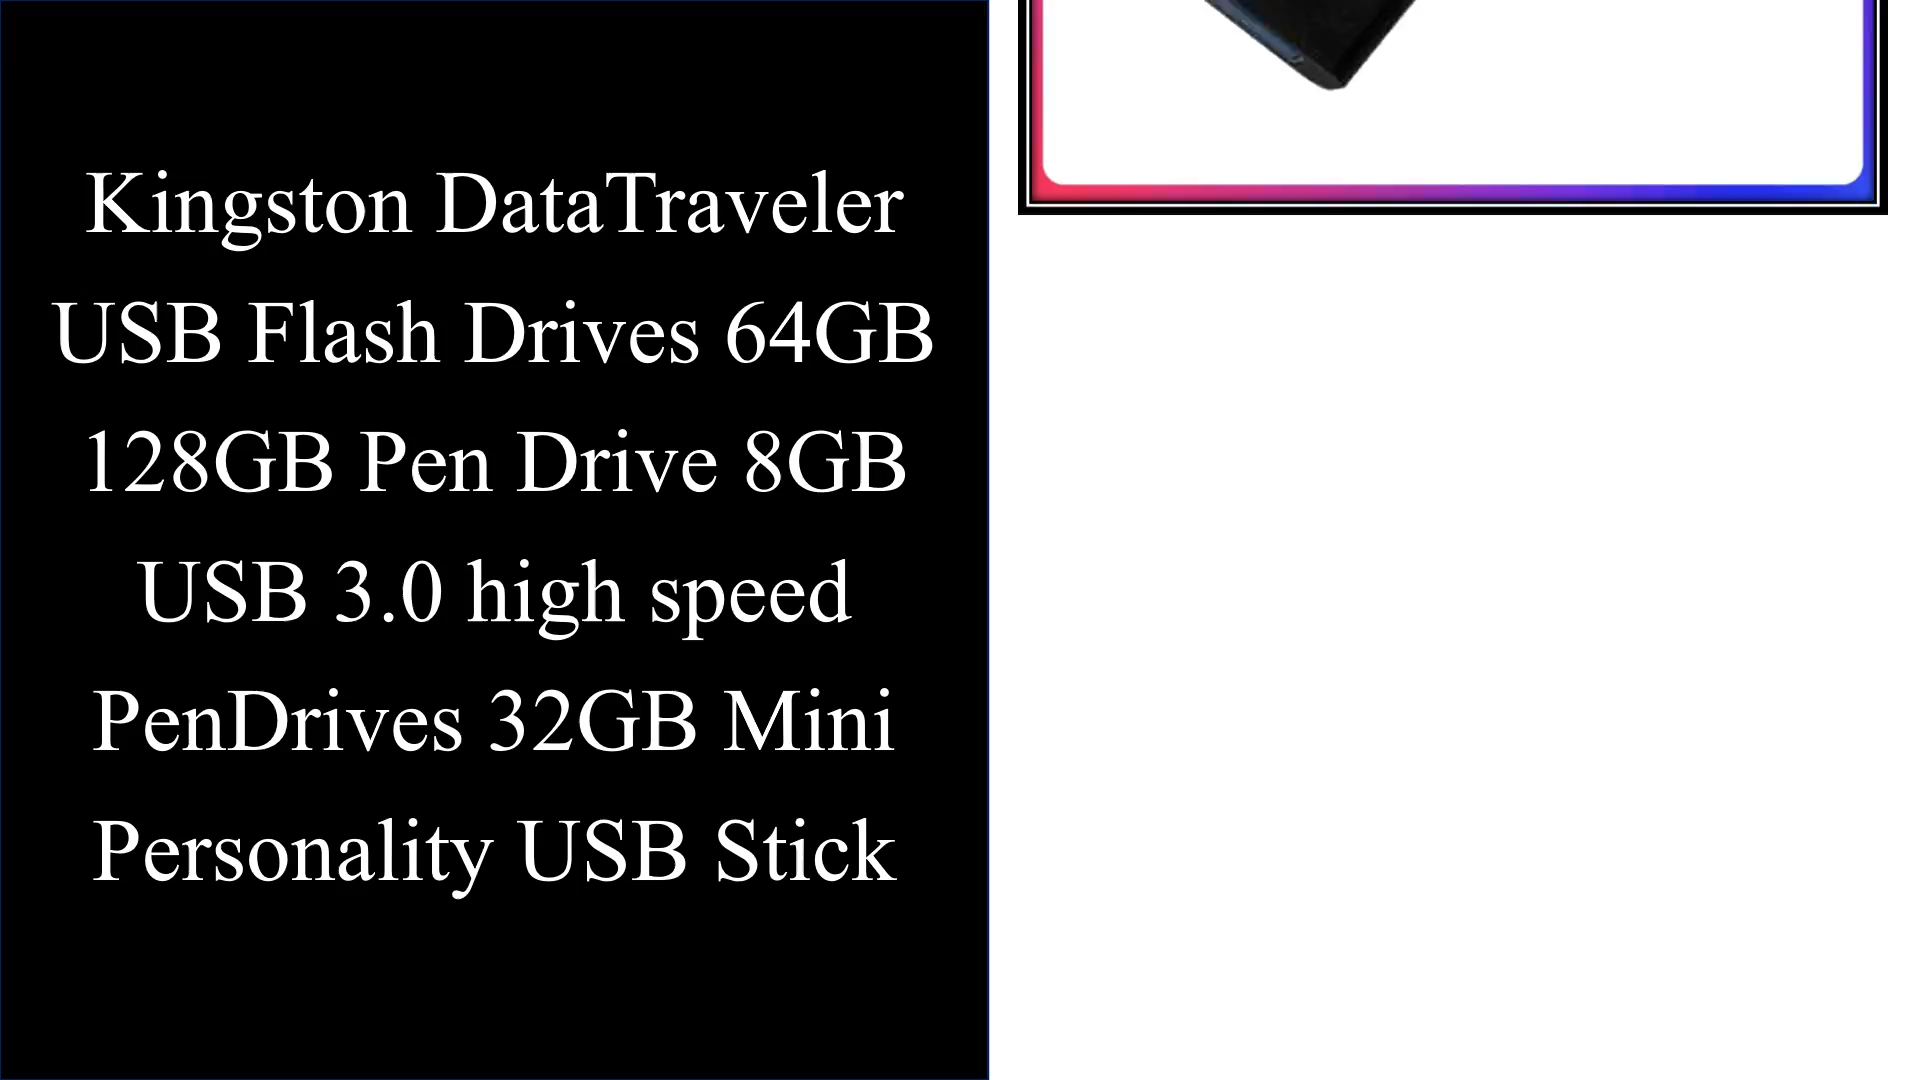 Kingston DataTraveler
USB Flash Drives 64GB
128GB Pen Drive 8GB
USB 3.0 high speed
PenDrives 32GB Mini
Personality USB Stick